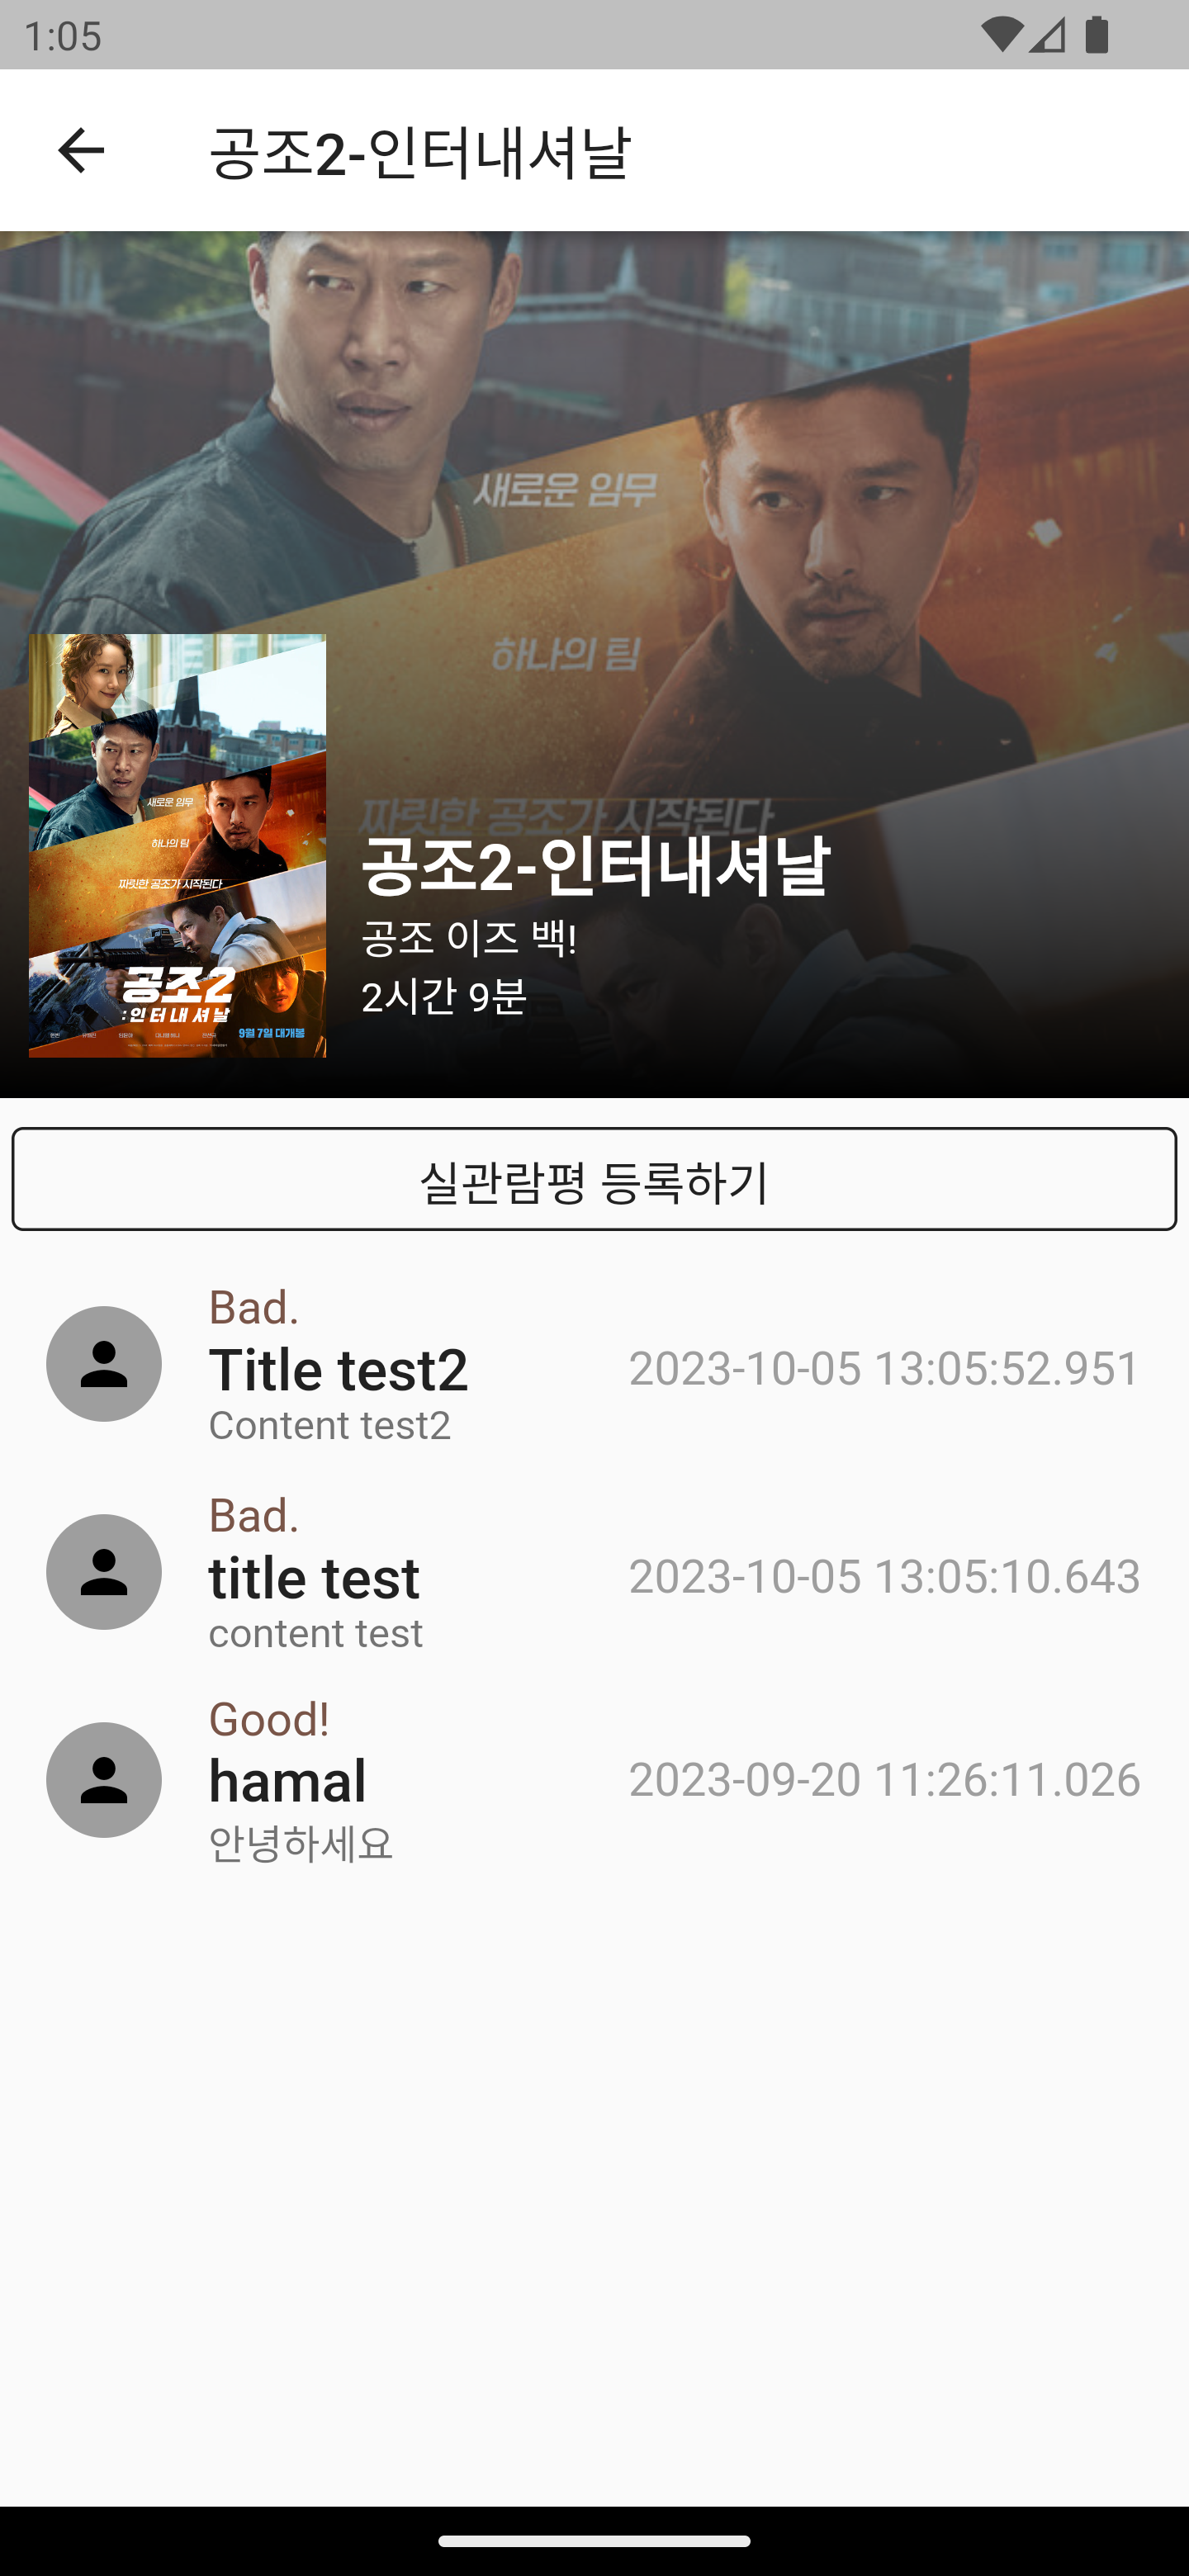 1:05
공조2-인터내셔날
새로운 임무
하나의 팀
짜릿한 공조가 시작된다
새로운 임무
하나의 팀
짜릿한 공조가 시작된다
공조2
:인터내셔날
9월 7일 대개봉
공조2-인터내셔날
공조 이즈 백!
2시간 9분
실관람평 등록하기
Bad.
Title test2
2023-10-05 13:05:52.951
Content test2
Bad.
title test
2023-10-05 13:05:10.643
content test
Good!
hamal
2023-09-20 11:26:11.026
안녕하세요